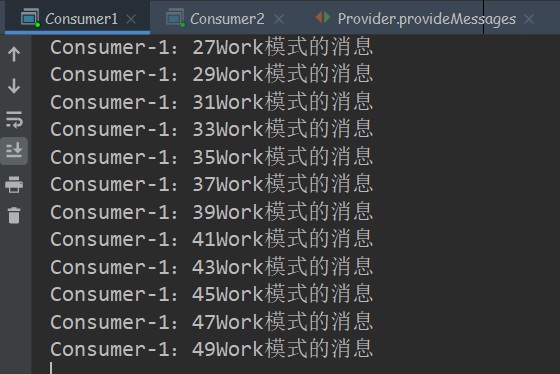 Consumer1 Consumer2 Provider.provideMessages
Consumer-1：27Work模式的消息
Consumer-1：29Work模式的消息
Consumer-1：31Work模式的消息
Consumer-1：33Work模式的消息
Consumer-1：35Work模式的消息
Consumer-1：37Work模式的消息
Consumer-1：39Work模式的消息
Consumer-1：41Work模式的消息
Consumer-1：43Work模式的消息
Consumer-1：45Work模式的消息
Consumer-1：47Work模式的消息
Consumer-1：49Work模式的消息